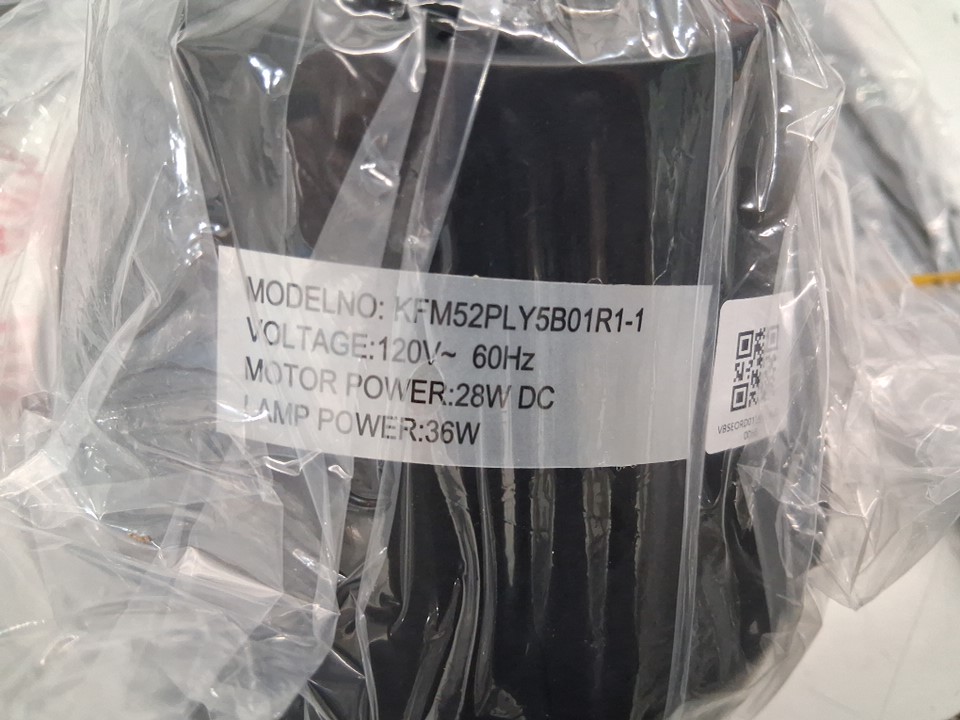 MODELNO: KFM52PLY5B01R1-1
VOLTAGE:120V~ 60Hz
MOTOR POWER:28W DC
LAMP POWER:36W